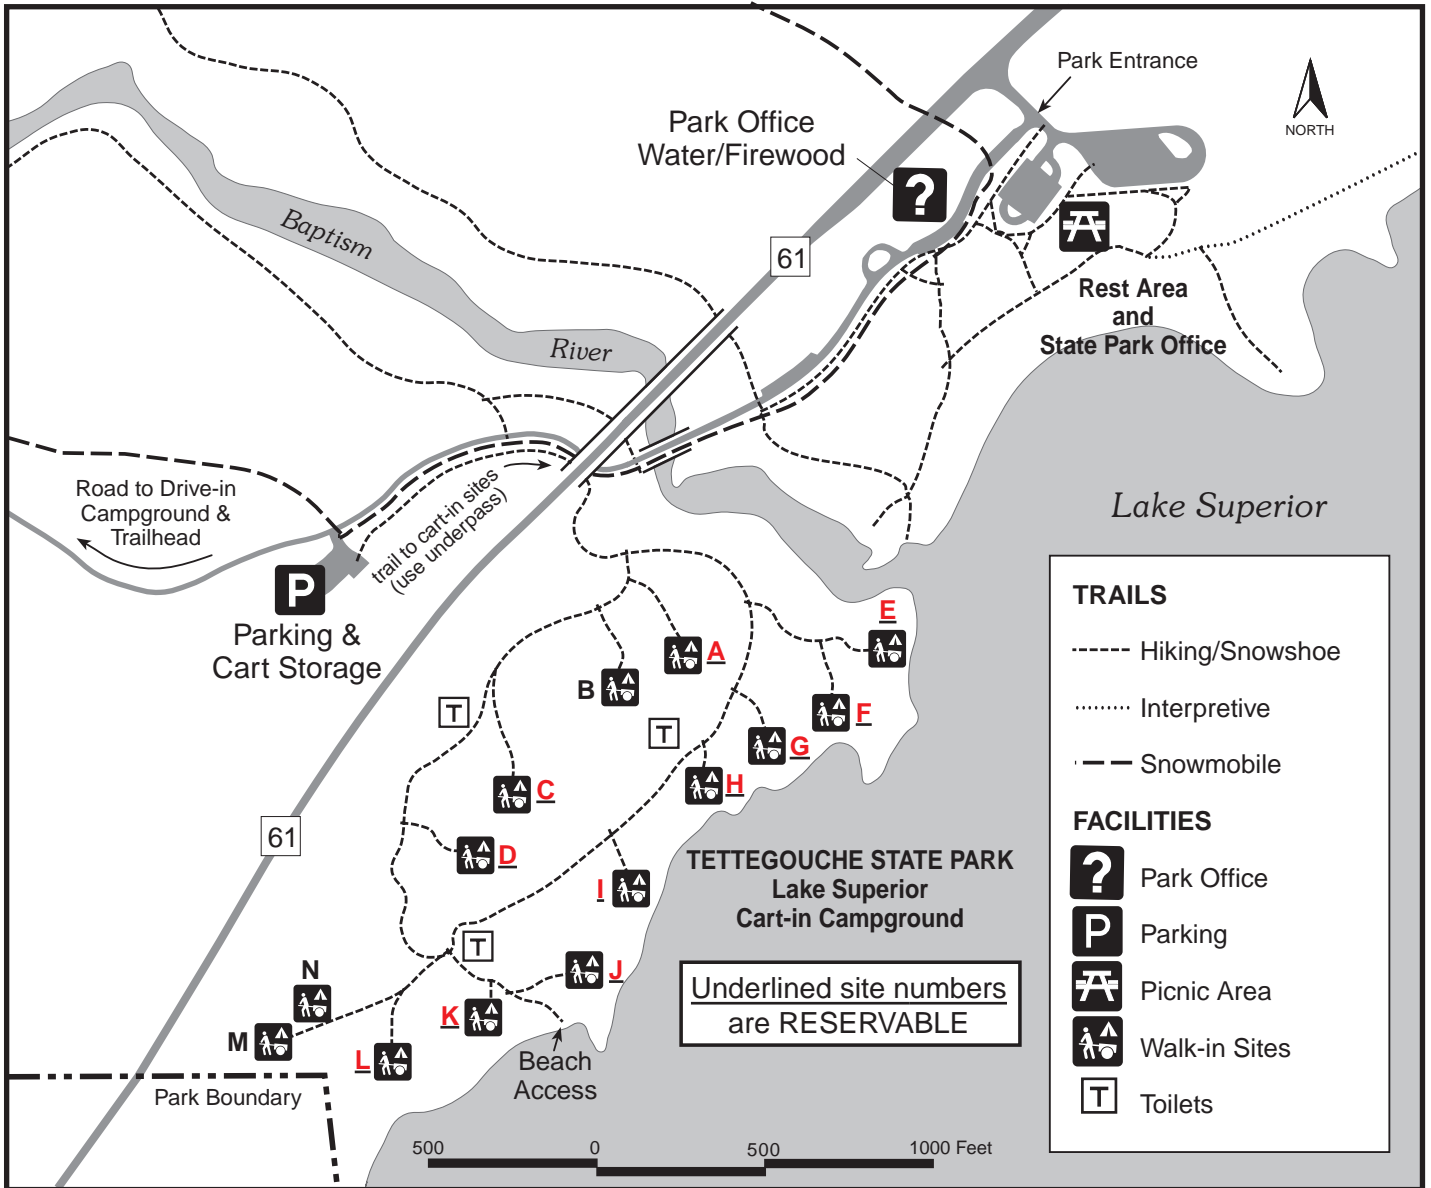 Park Entrance
NORTH
Park Office
Water/Firewood
?
61
Baptism
River
Rest Area
and
State Park Office
Lake Superior
Road to Drive-in
Campground &
Trailhead
trail to cart-in sites
(use underpass)
P
Parking &
Cart Storage
E
A
B
F
T
T
G
H
C
61
D
I
T
J
N
K
M
L
Beach
Access
Park Boundary
TETTEGOUCHE STATE PARK
Lake Superior
Cart-in Campground
Underlined site numbers
are RESERVABLE
TRAILS
Hiking/Snowshoe
Interpretive
Snowmobile
FACILITIES
? Park Office
P Parking
Picnic Area
Walk-in Sites
T Toilets
500 0 500 1000 Feet